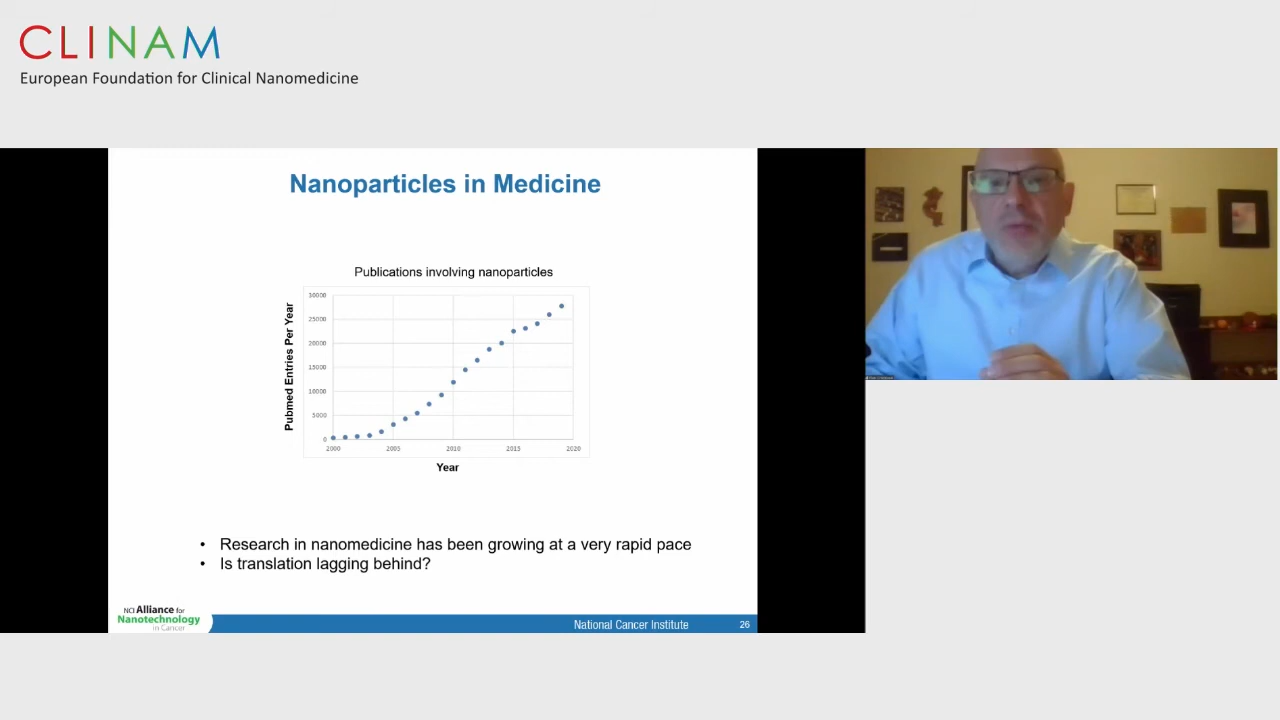 CLINAM
European Foundation for Clinical Nanomedicine
Nanoparticles in Medicine
Publications involving nanoparticles
Pubmed Entries Per Year
30000
25000
20000
15000
10000
5000
0
2000 2005 2010 2015 2020
Year
• Research in nanomedicine has been growing at a very rapid pace
• Is translation lagging behind?
NCI Alliance for
Nanotechnology
in Cancer
National Cancer Institute 26